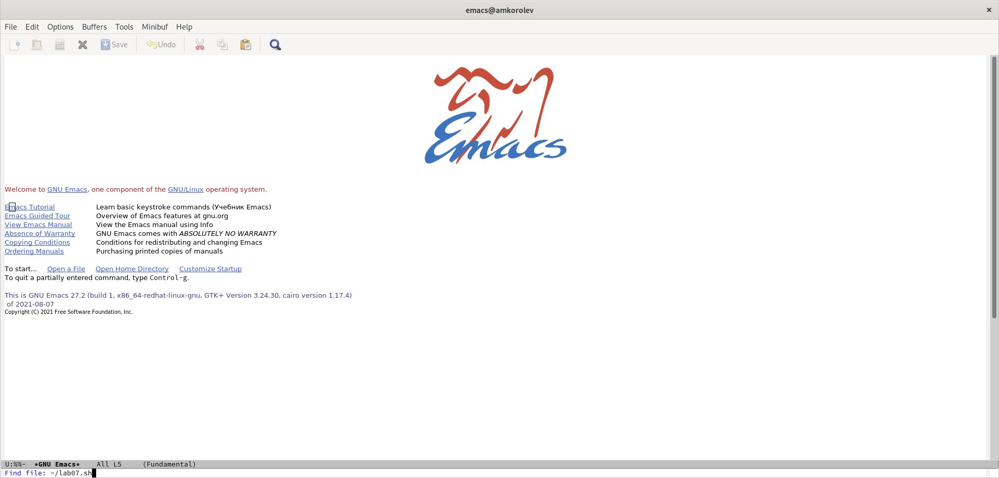 emacs@amkorolev
File Edit Options Buffers Tools Minibuf Help
Save Undo
Emacs
Welcome to GNU Emacs, one component of the GNU/Linux operating system.
Emacs Tutorial Learn basic keystroke commands (Учебник Emacs)
Emacs Guided Tour Overview of Emacs features at gnu.org
View Emacs Manual View the Emacs manual using Info
Absence of Warranty GNU Emacs comes with ABSOLUTELY NO WARRANTY
Copying Conditions Conditions for redistributing and changing Emacs
Ordering Manuals Purchasing printed copies of manuals
To start... Open a File Open Home Directory Customize Startup
To quit a partially entered command, type Control-g.
This is GNU Emacs 27.2 (build 1, x86_64-redhat-linux-gnu, GTK+ Version 3.24.30, cairo version 1.17.4)
of 2021-08-07
Copyright (C) 2021 Free Software Foundation, Inc.
U:%%- *GNU Emacs* All L5 (Fundamental)
Find file: ~/lab07.sh